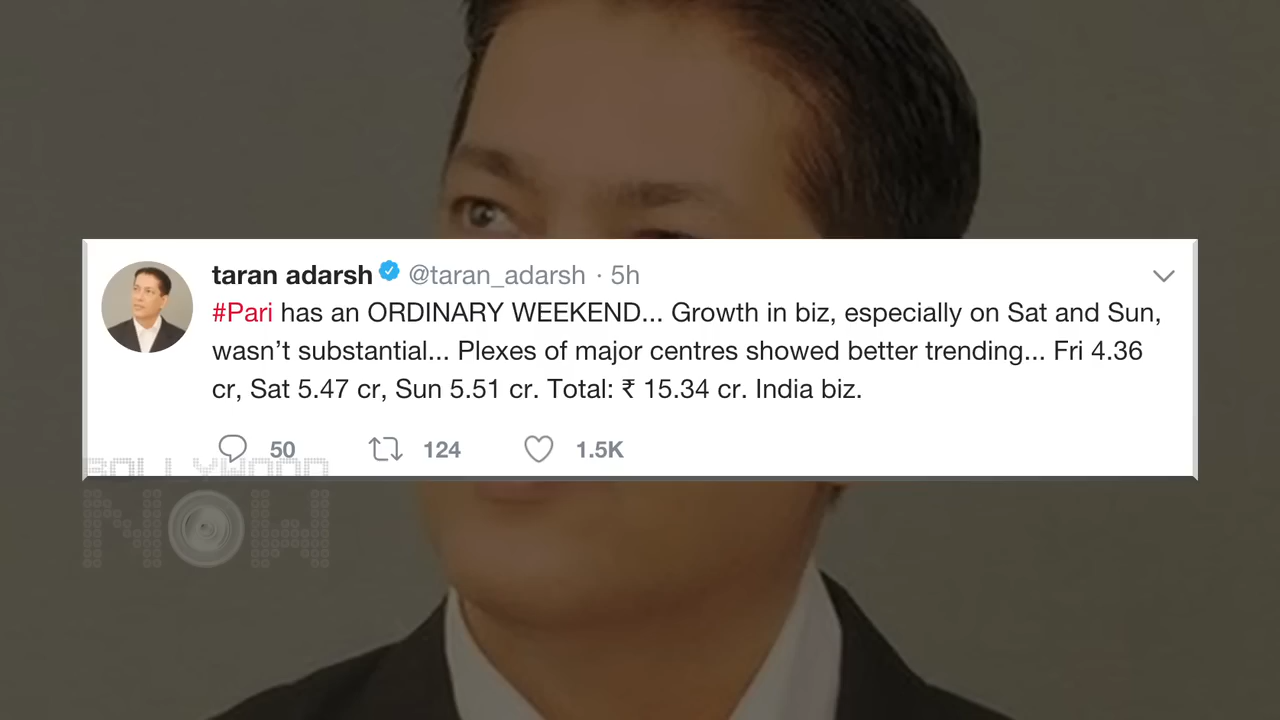 taran adarsh @taran_adarsh · 5h
#Pari has an ORDINARY WEEKEND... Growth in biz, especially on Sat and Sun,
wasn’t substantial... Plexes of major centres showed better trending... Fri 4.36
cr, Sat 5.47 cr, Sun 5.51 cr. Total: ₹ 15.34 cr. India biz.
50 124 1.5K
BOLLYWOOD
NOW